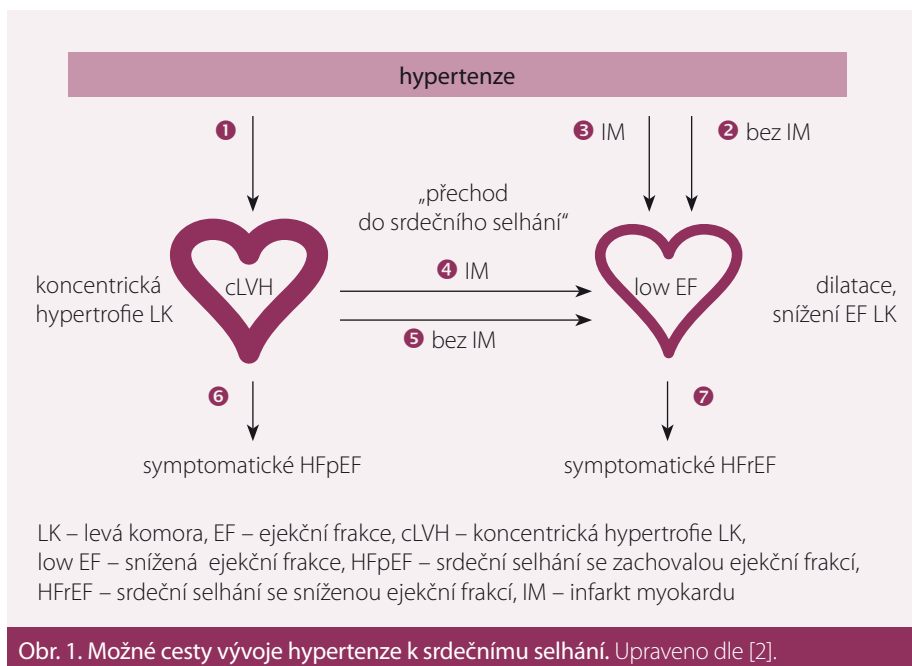 hypertenze
❶
❸ IM
❷ bez IM
„přechod
do srdečního selhání“
koncentrická
hypertrofie LK
cLVH
❹ IM
❺ bez IM
low EF
dilatace,
snížení EF LK
❻
❼
symptomatické HFpEF
symptomatické HFrEF
LK – levá komora, EF – ejekční frakce, cLVH – koncentrická hypertrofie LK,
low EF – snížená ejekční frakce, HFpEF – srdeční selhání se zachovalou ejekční frakcí,
HFrEF – srdeční selhání se sníženou ejekční frakcí, IM – infarkt myokardu
Obr. 1. Možné cesty vývoje hypertenze k srdečnímu selhání. Upraveno dle [2].